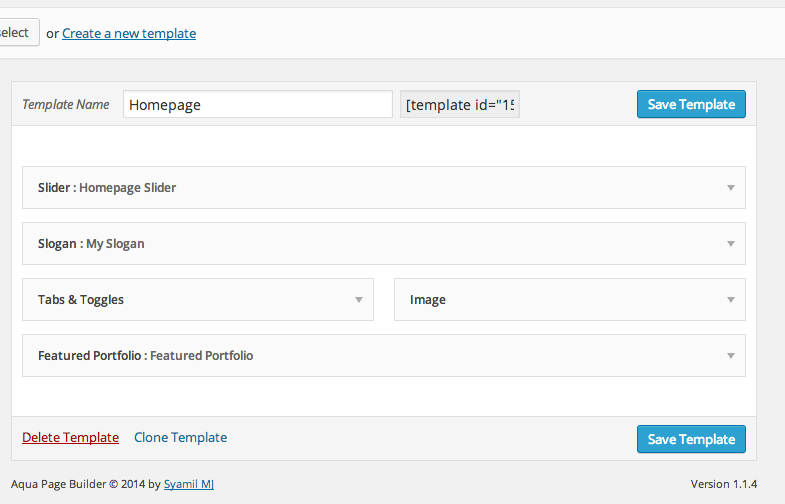 select or Create a new template
Template Name Homepage [template id="15 Save Template
Slider : Homepage Slider
Slogan : My Slogan
Tabs & Toggles Image
Featured Portfolio : Featured Portfolio
Delete Template Clone Template Save Template
Aqua Page Builder © 2014 by Syamil MJ Version 1.1.4